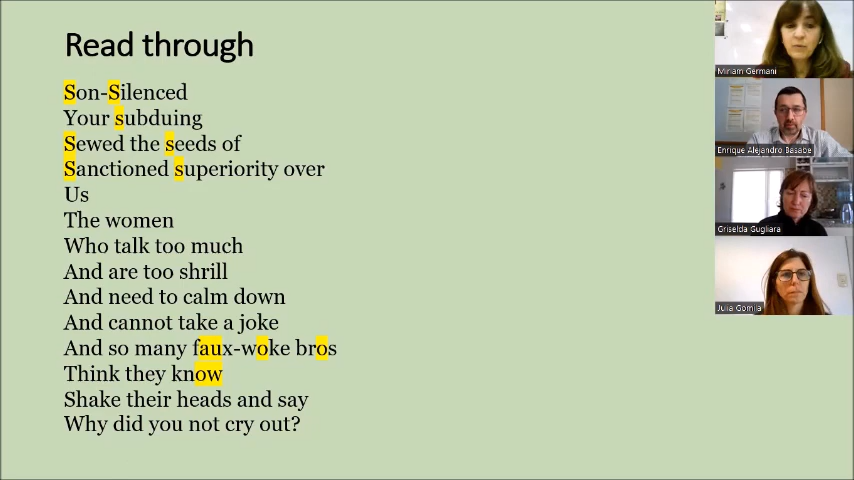 Read through
Son-Silenced
Your subduing
Sewed the seeds of
Sanctioned superiority over
Us
The women
Who talk too much
And are too shrill
And need to calm down
And cannot take a joke
And so many faux-woke bros
Think they know
Shake their heads and say
Why did you not cry out?
Miriam Germani
Enrique Alejandro Basabe
Griselda Gugliara
Julia Gomila